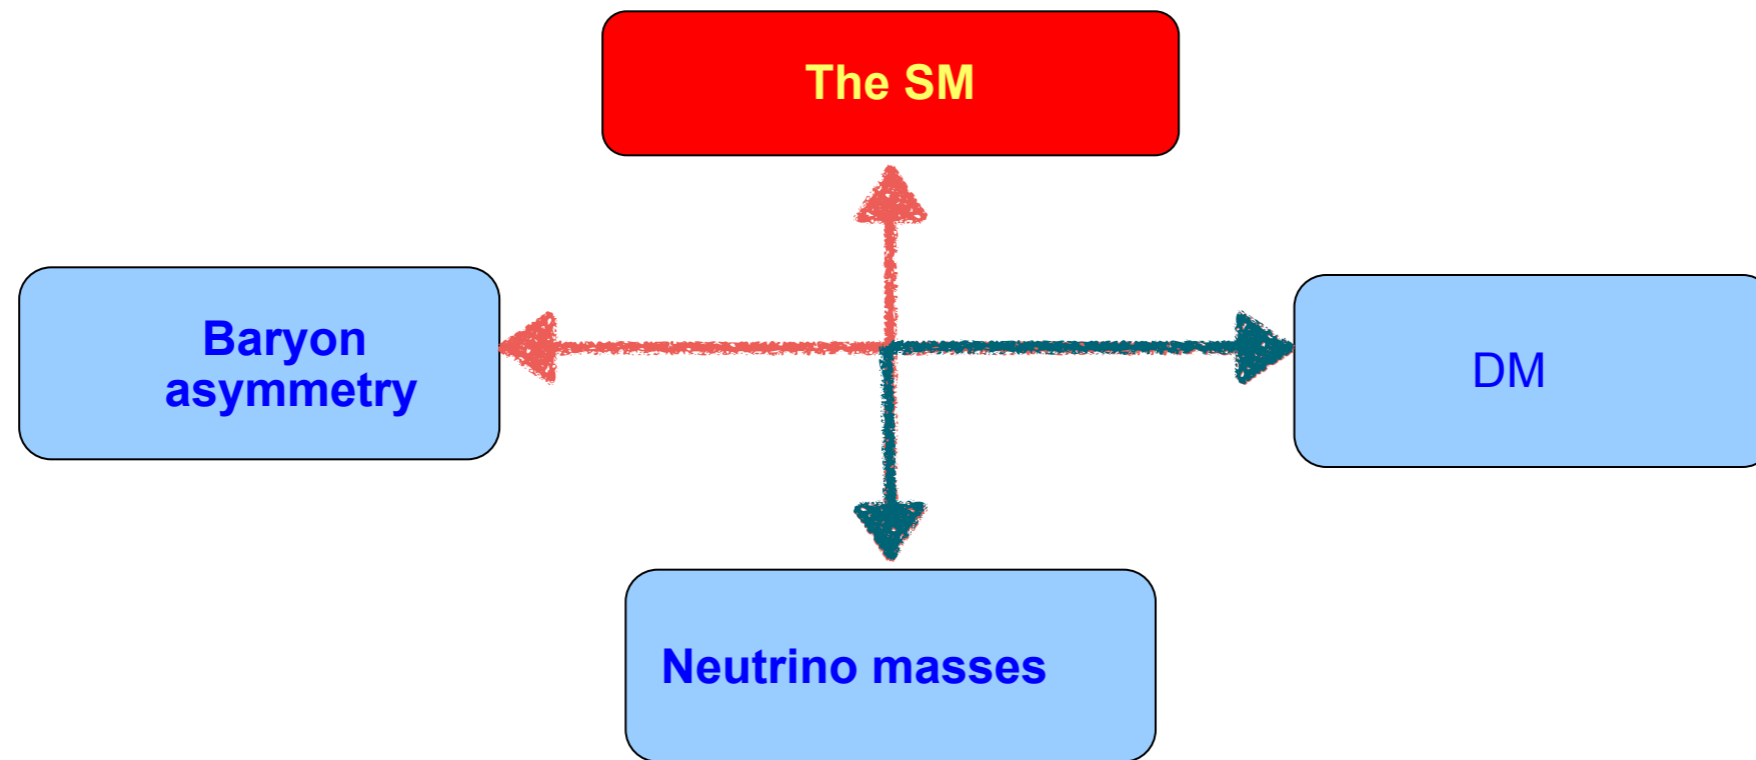 The SM
Baryon
asymmetry
DM
Neutrino masses